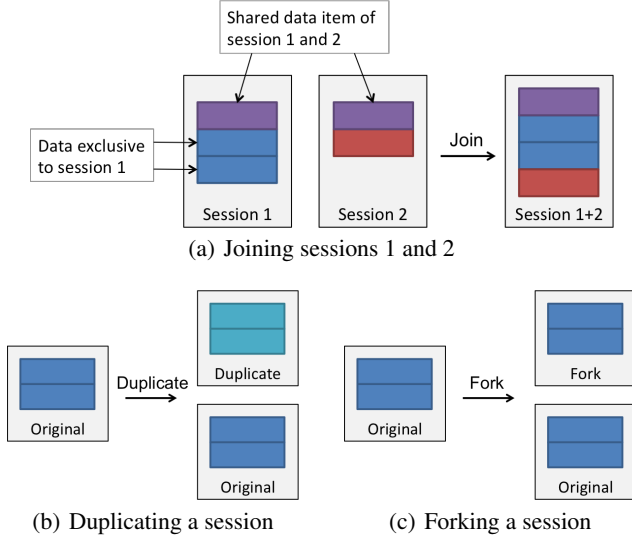 Shared data item of
session 1 and 2
Data exclusive
to session 1
Session 1
Session 2
Join
Session 1+2
(a) Joining sessions 1 and 2
Original
Duplicate
Duplicate
Original
(b) Duplicating a session
Original
Fork
Fork
Original
(c) Forking a session